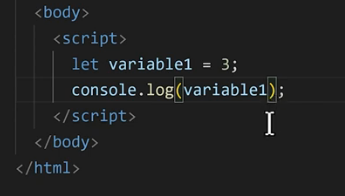 <body>
<script>
let variable1 = 3;
console.log(variable1);
</script>
</body>
</html>